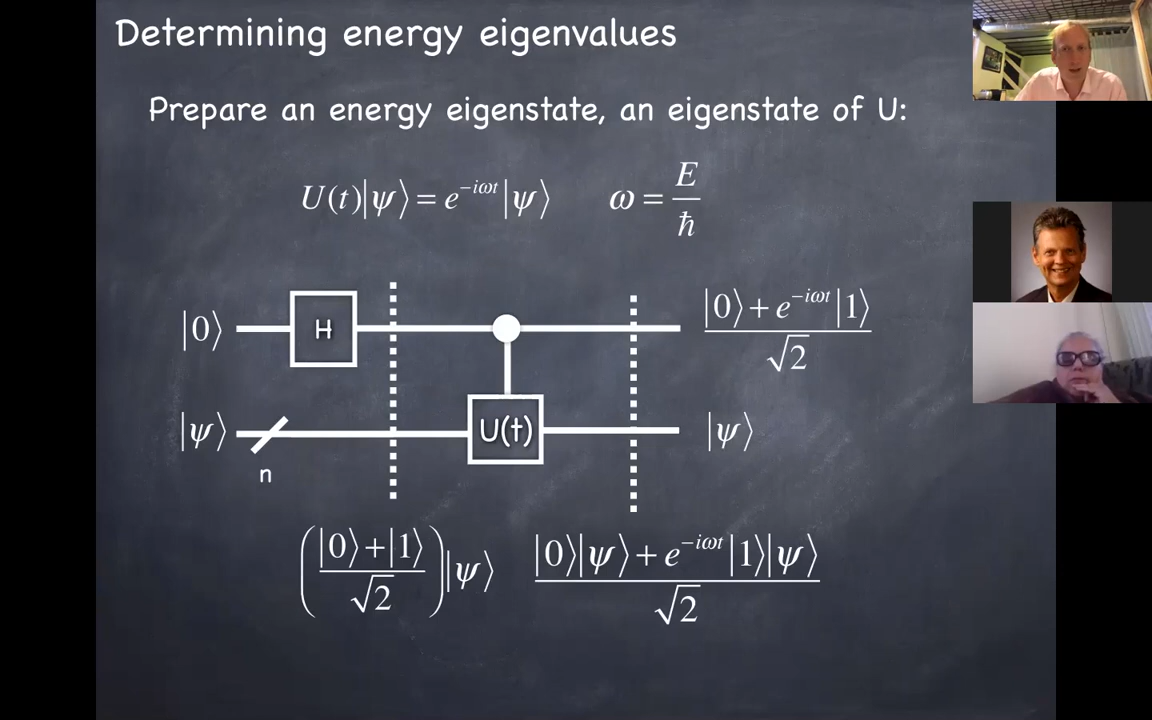 Determining energy eigenvalues
Prepare an energy eigenstate, an eigenstate of U:
U(t)|ψ⟩ = e^{-iωt}|ψ⟩   ω = E/ħ
|0⟩ H (|0⟩ + e^{-iωt}|1⟩)/√2
|ψ⟩ U(t) |ψ⟩
n
((|0⟩+|1⟩)/√2)|ψ⟩   (|0⟩|ψ⟩ + e^{-iωt}|1⟩|ψ⟩)/√2